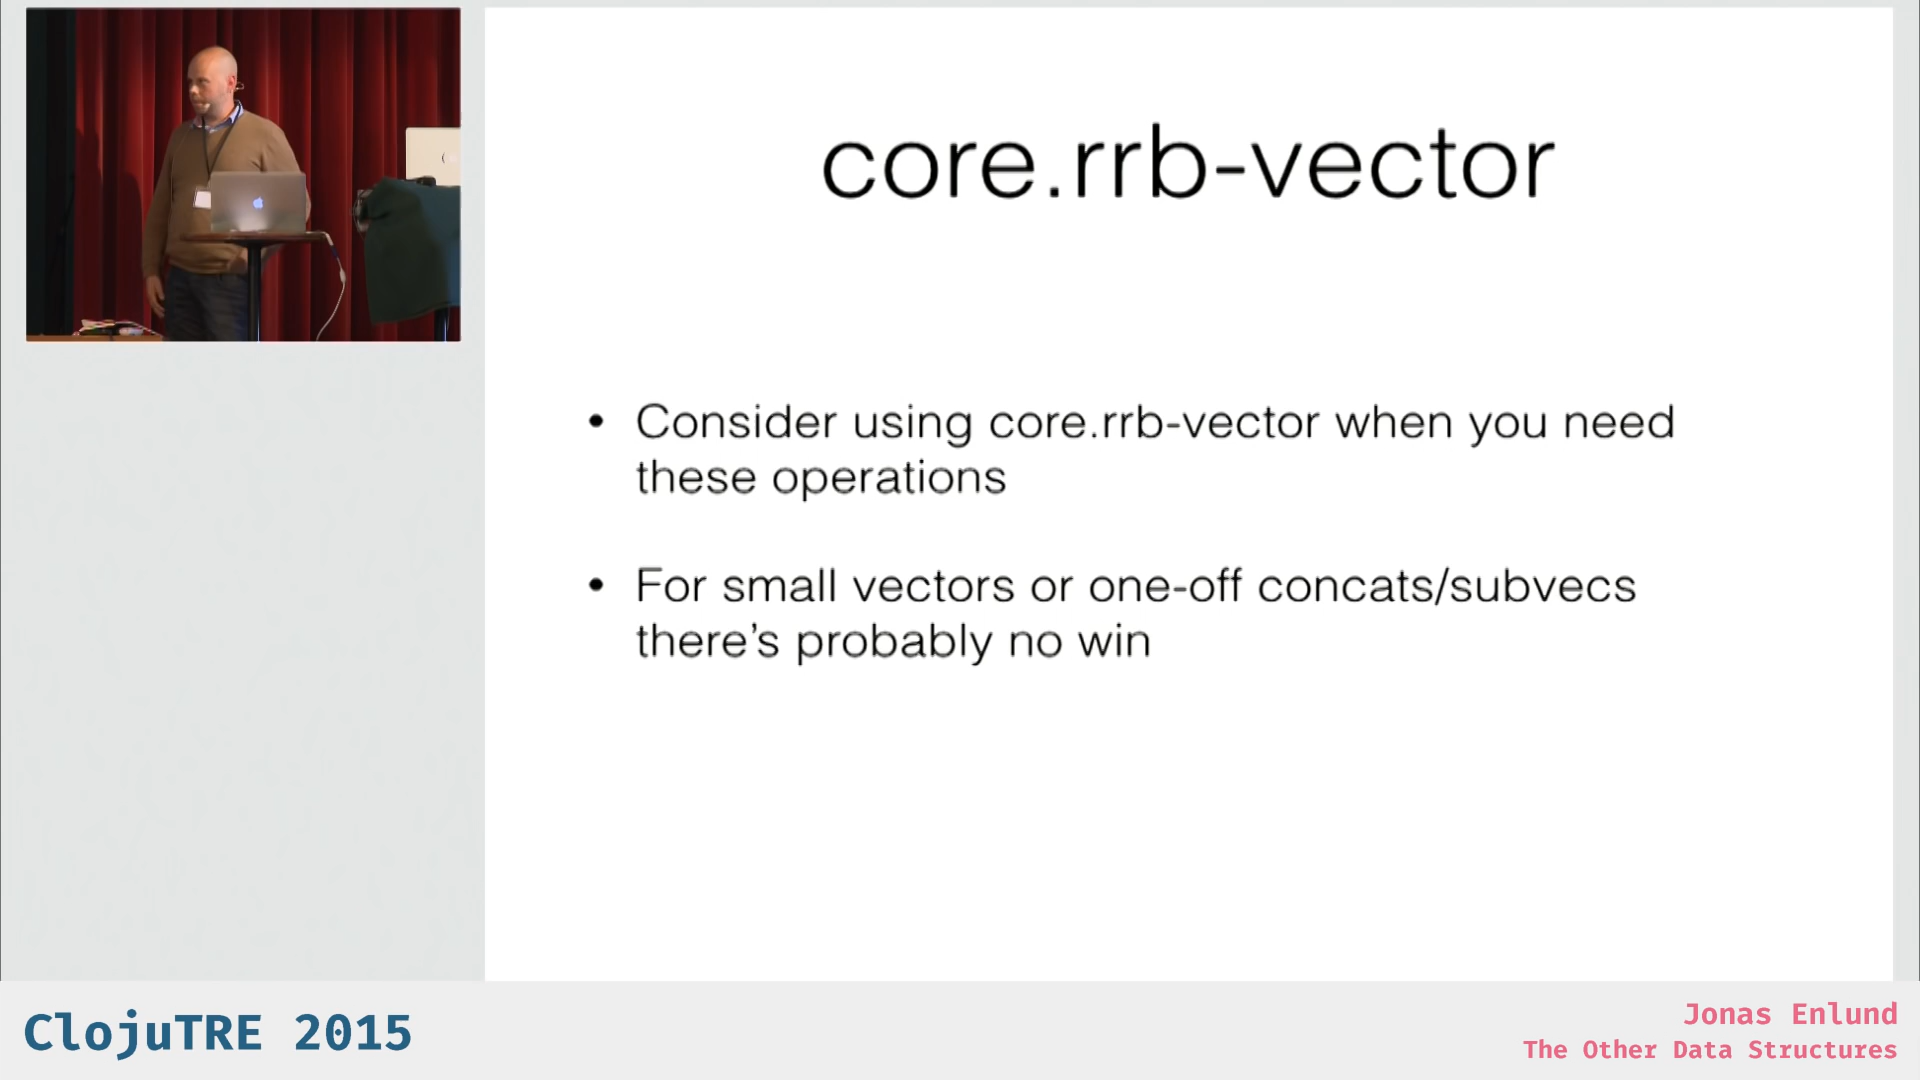 core.rrb-vector
• Consider using core.rrb-vector when you need
these operations
• For small vectors or one-off concats/subvecs
there's probably no win
ClojuTRE 2015
Jonas Enlund
The Other Data Structures